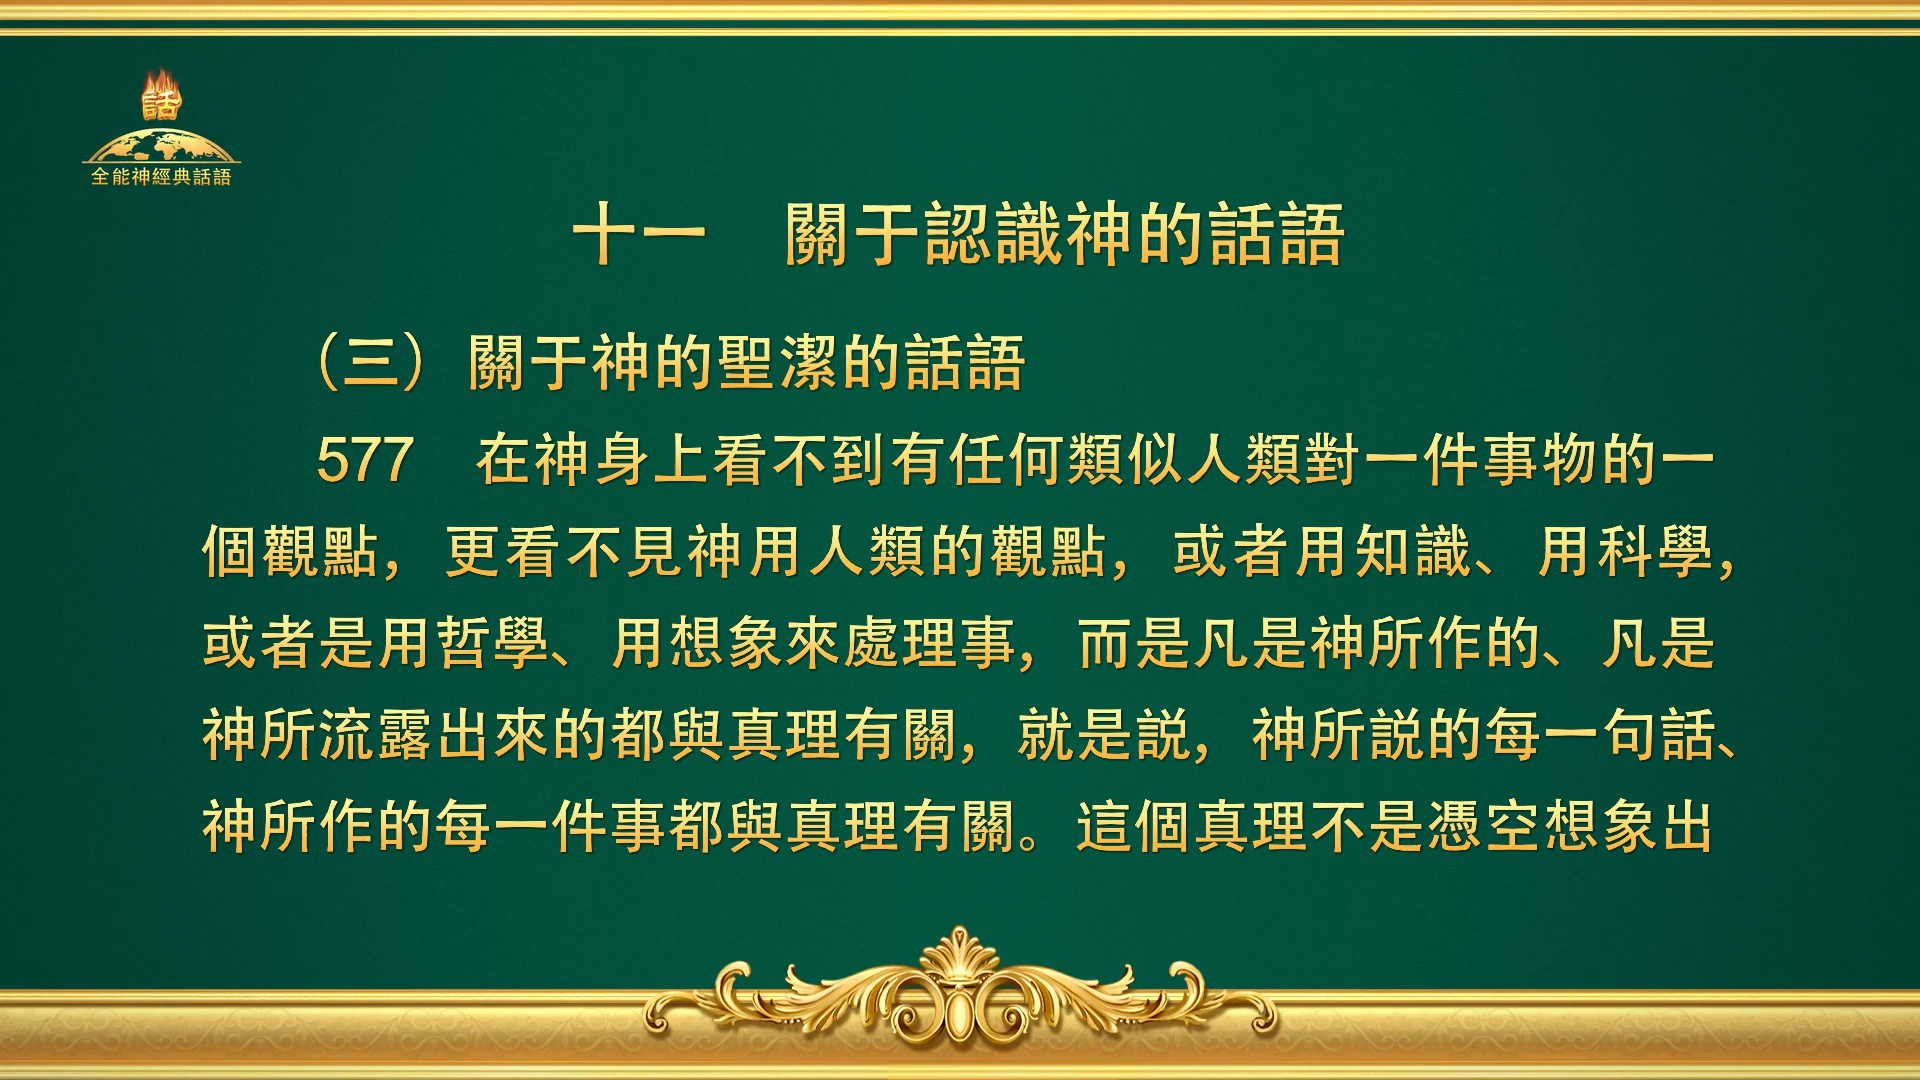 話
全能神經典話語
十一　關于認識神的話語
（三）關于神的聖潔的話語
577　在神身上看不到有任何類似人類對一件事物的一
個觀點，更看不見神用人類的觀點，或者用知識、用科學，
或者是用哲學、用想象來處理事，而是凡是神所作的、凡是
神所流露出來的都與真理有關，就是説，神所説的每一句話、
神所作的每一件事都與真理有關。這個真理不是憑空想象出